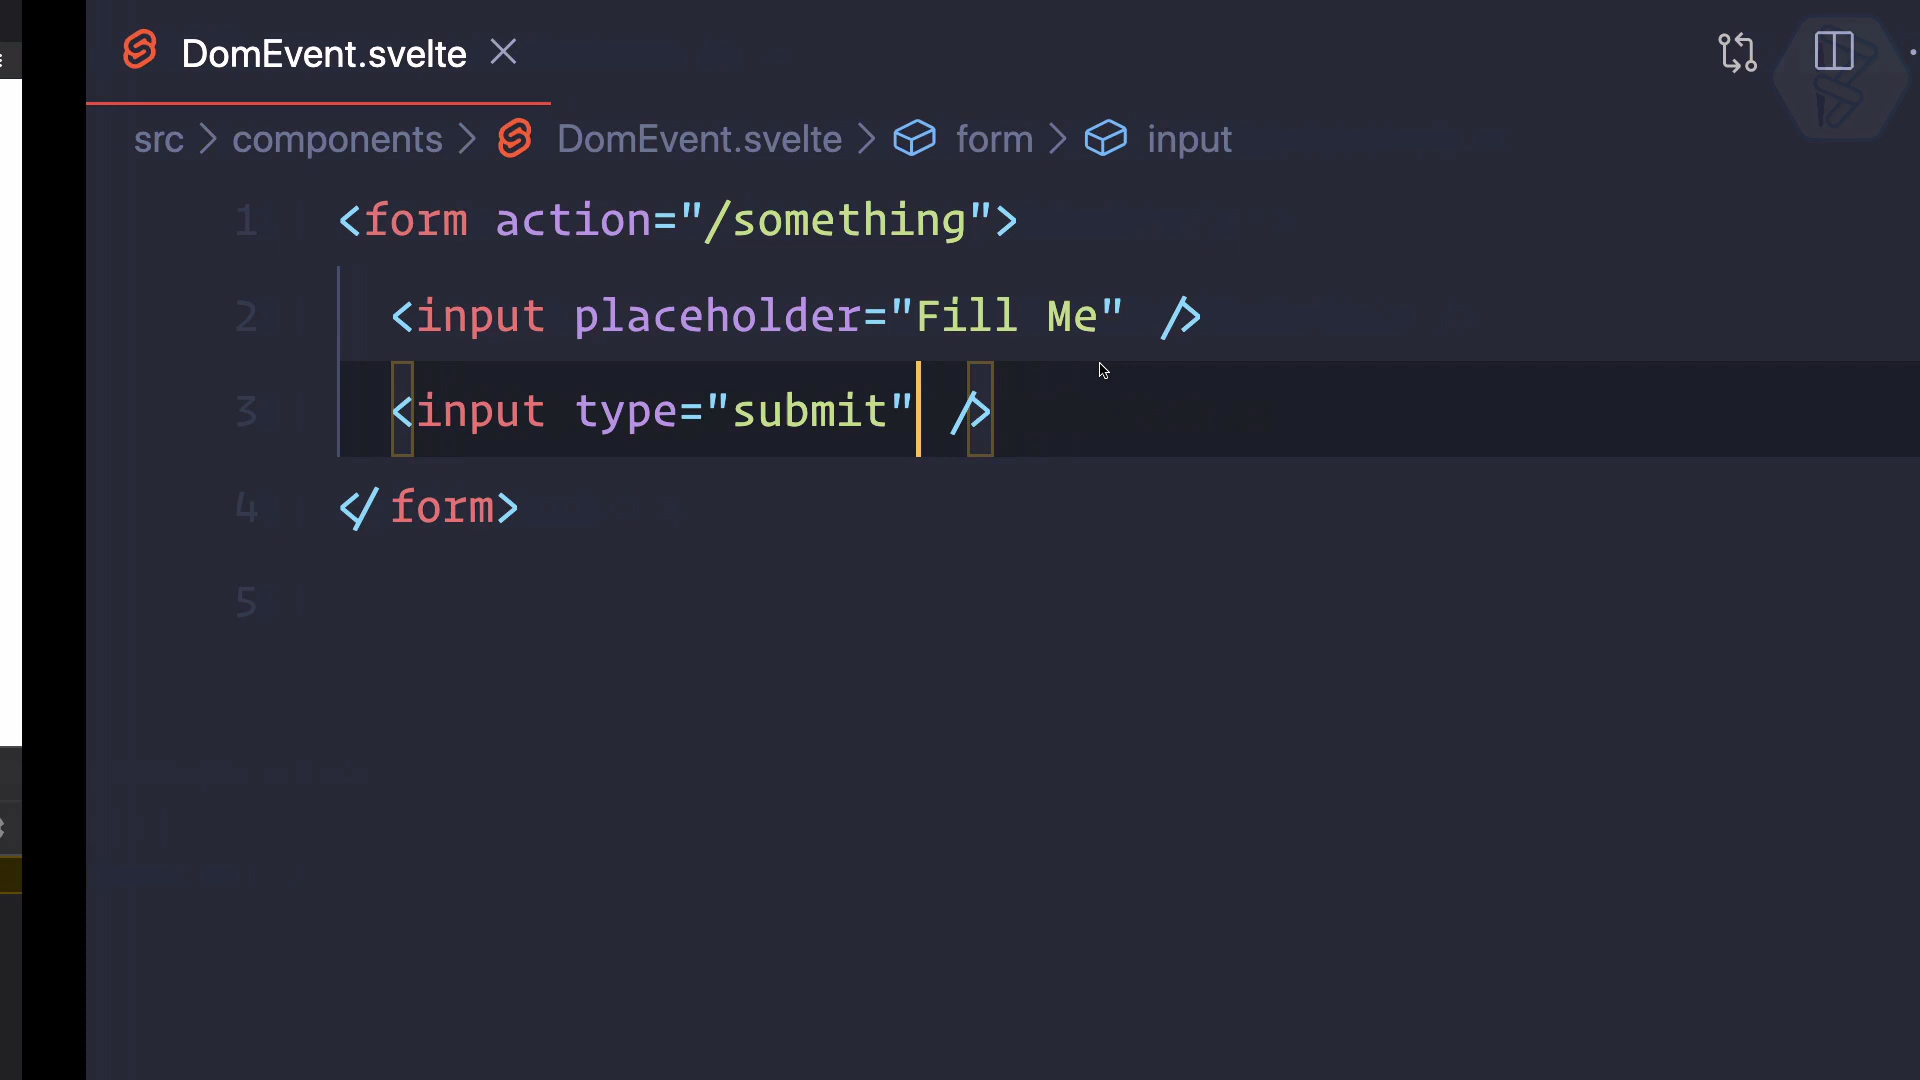 DomEvent.svelte
src > components > DomEvent.svelte > form > input
1 <form action="/something">
2 <input placeholder="Fill Me" />
3 <input type="submit" />
4 </form>
5